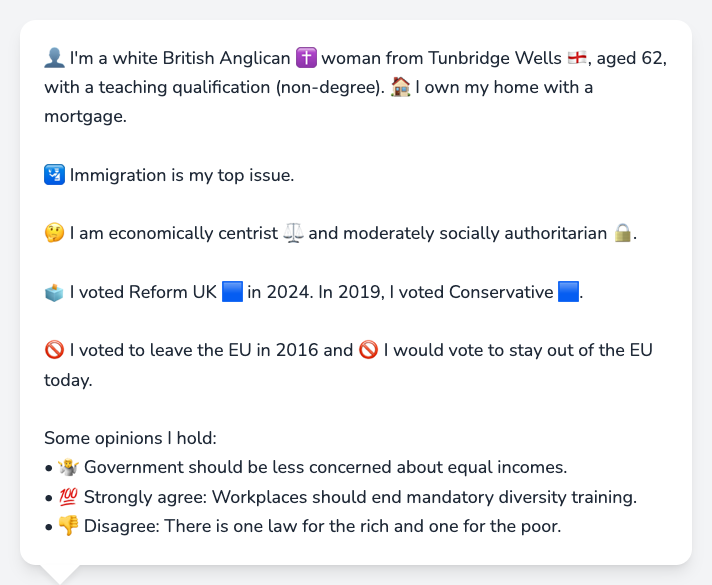 👤 I'm a white British Anglican ✝️ woman from Tunbridge Wells 🏴󠁧󠁢󠁥󠁮󠁧󠁿, aged 62,
with a teaching qualification (non-degree). 🏠 I own my home with a
mortgage.
🛂 Immigration is my top issue.
🤔 I am economically centrist ⚖️ and moderately socially authoritarian 🔒.
🗳️ I voted Reform UK 🟦 in 2024. In 2019, I voted Conservative 🟦.
🚫 I voted to leave the EU in 2016 and 🚫 I would vote to stay out of the EU
today.
Some opinions I hold:
• 🤷 Government should be less concerned about equal incomes.
• 💯 Strongly agree: Workplaces should end mandatory diversity training.
• 👎 Disagree: There is one law for the rich and one for the poor.